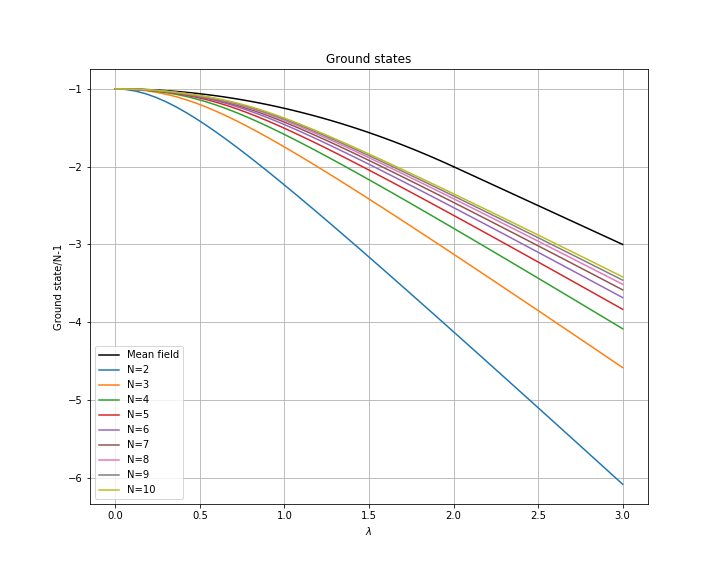 Ground states
Ground state/N-1
−1
−2
−3
−4
−5
−6
Mean field
N=2
N=3
N=4
N=5
N=6
N=7
N=8
N=9
N=10
0.0 0.5 1.0 1.5 2.0 2.5 3.0
λ